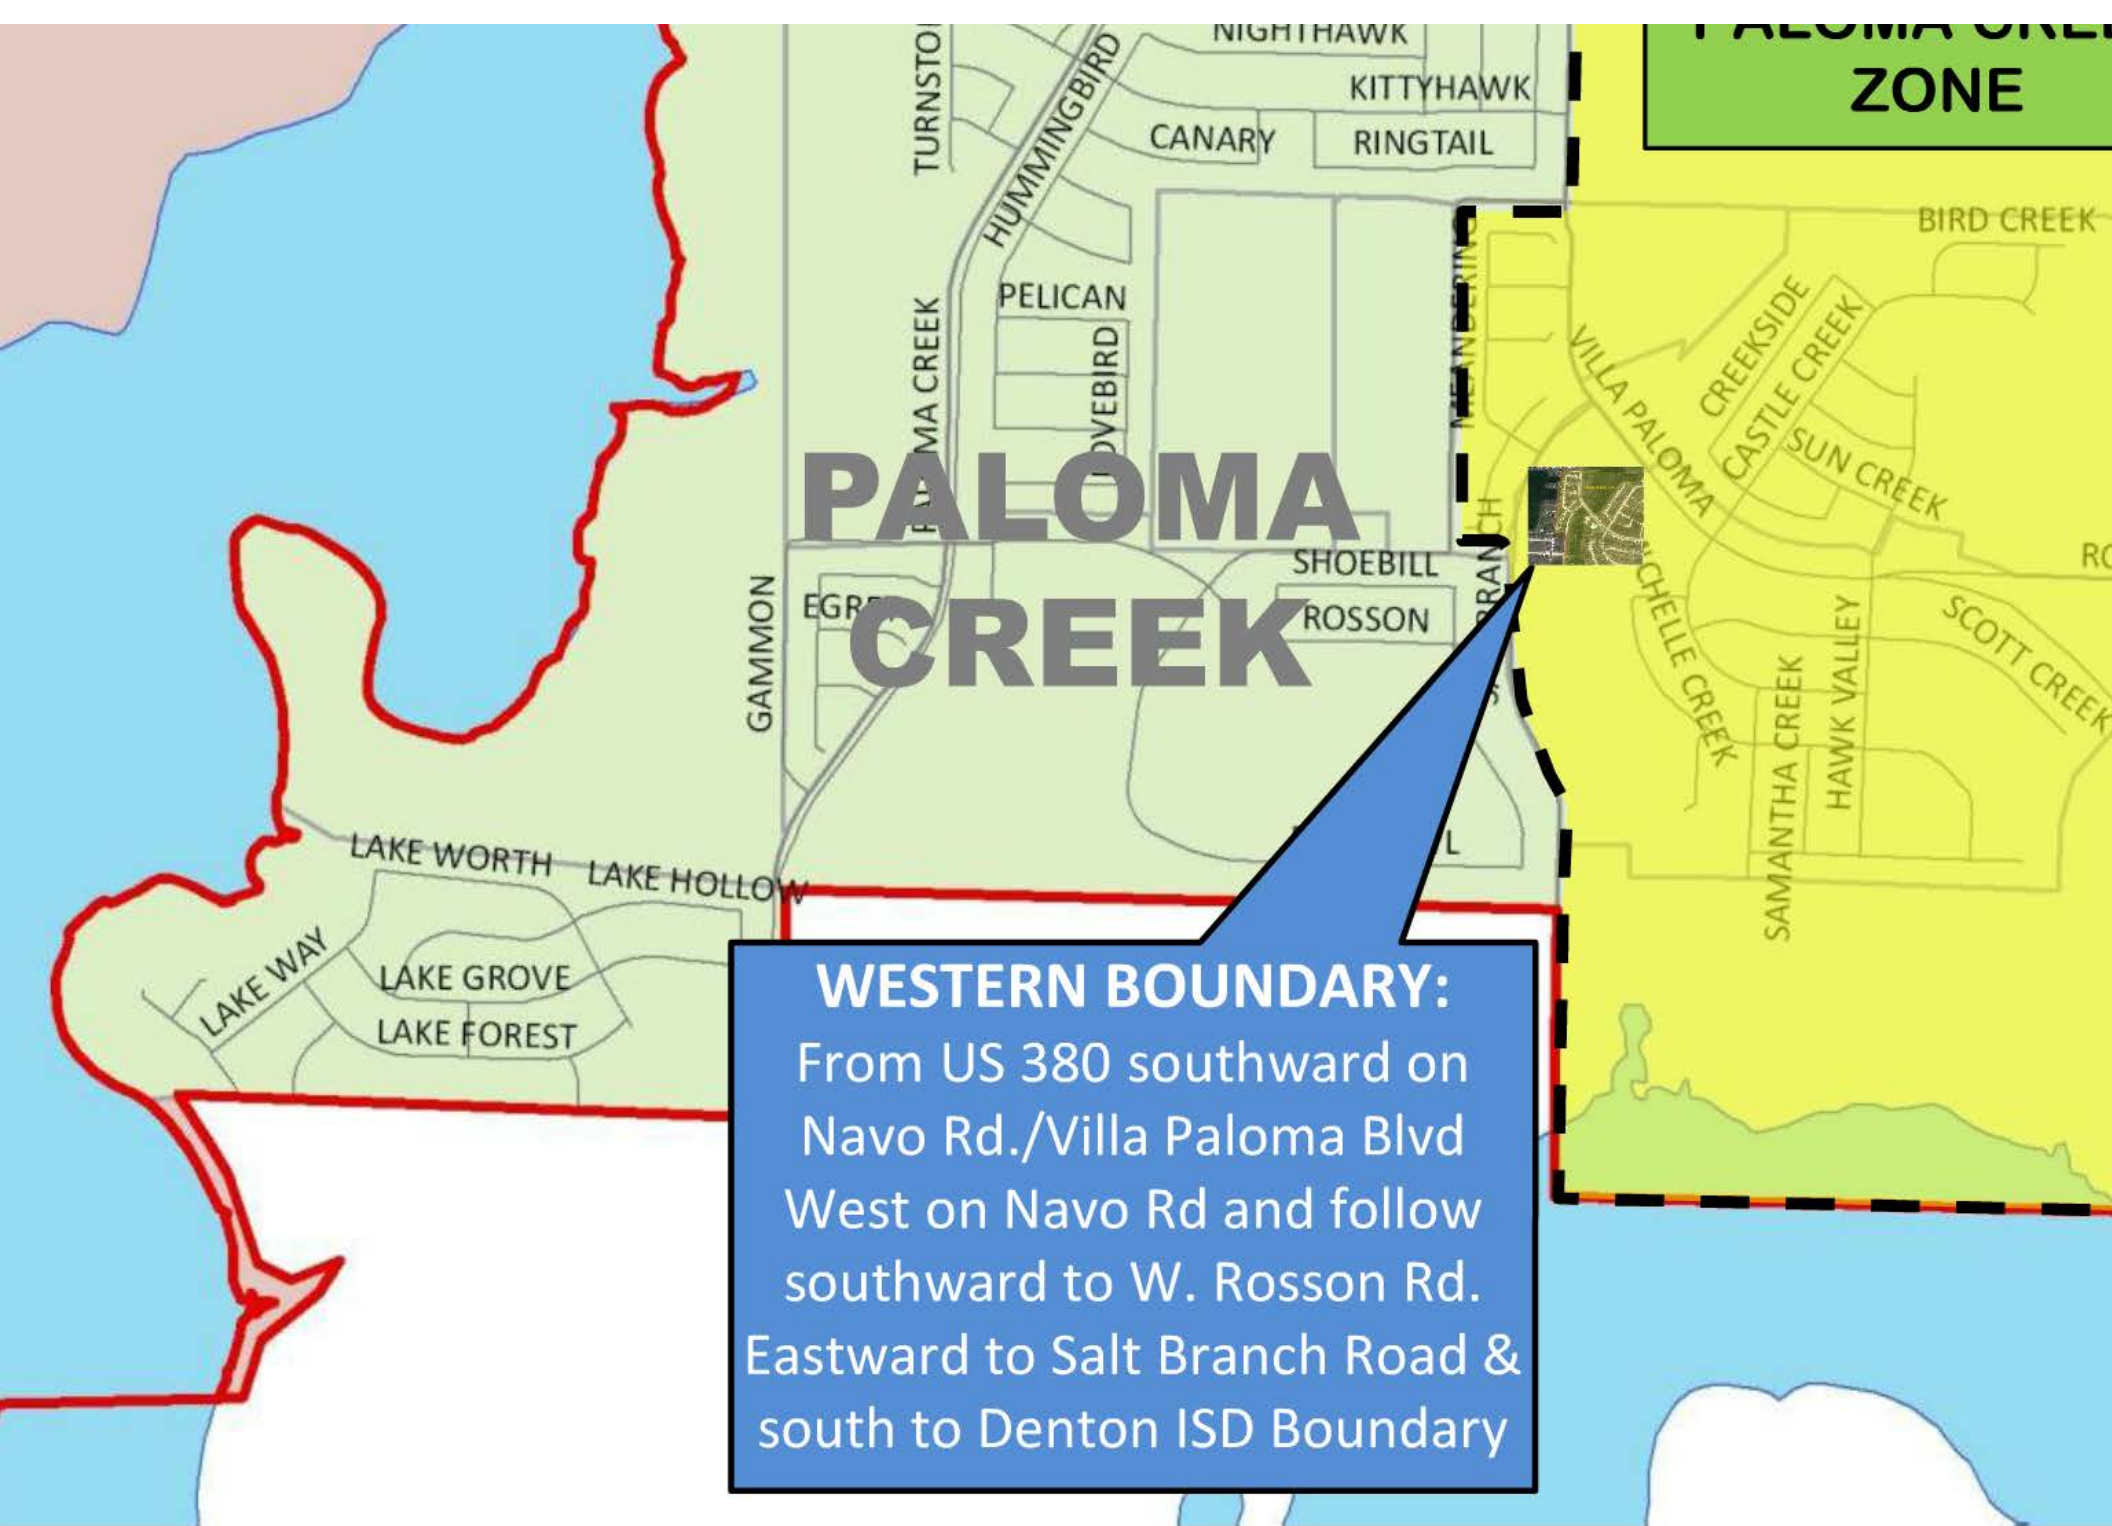 NIGHTHAWK
ZONE
KITTYHAWK
CANARY
RINGTAIL
HUMMINGBIRD
BIRD CREEK
PELICAN
MEANDERING
CREEKSIDE
CASTLE CREEK
VILLA PALOMA
SUN CREEK
PALOMA
CREEK
SHOEBILL
ROSSON
GAMMON
SCOTT CREEK
SAMANTHA CREEK
HAWK VALLEY
LAKE WORTH
LAKE HOLLOW
LAKE WAY
LAKE GROVE
LAKE FOREST
WESTERN BOUNDARY:
From US 380 southward on
Navo Rd./Villa Paloma Blvd
West on Navo Rd and follow
southward to W. Rosson Rd.
Eastward to Salt Branch Road &
south to Denton ISD Boundary